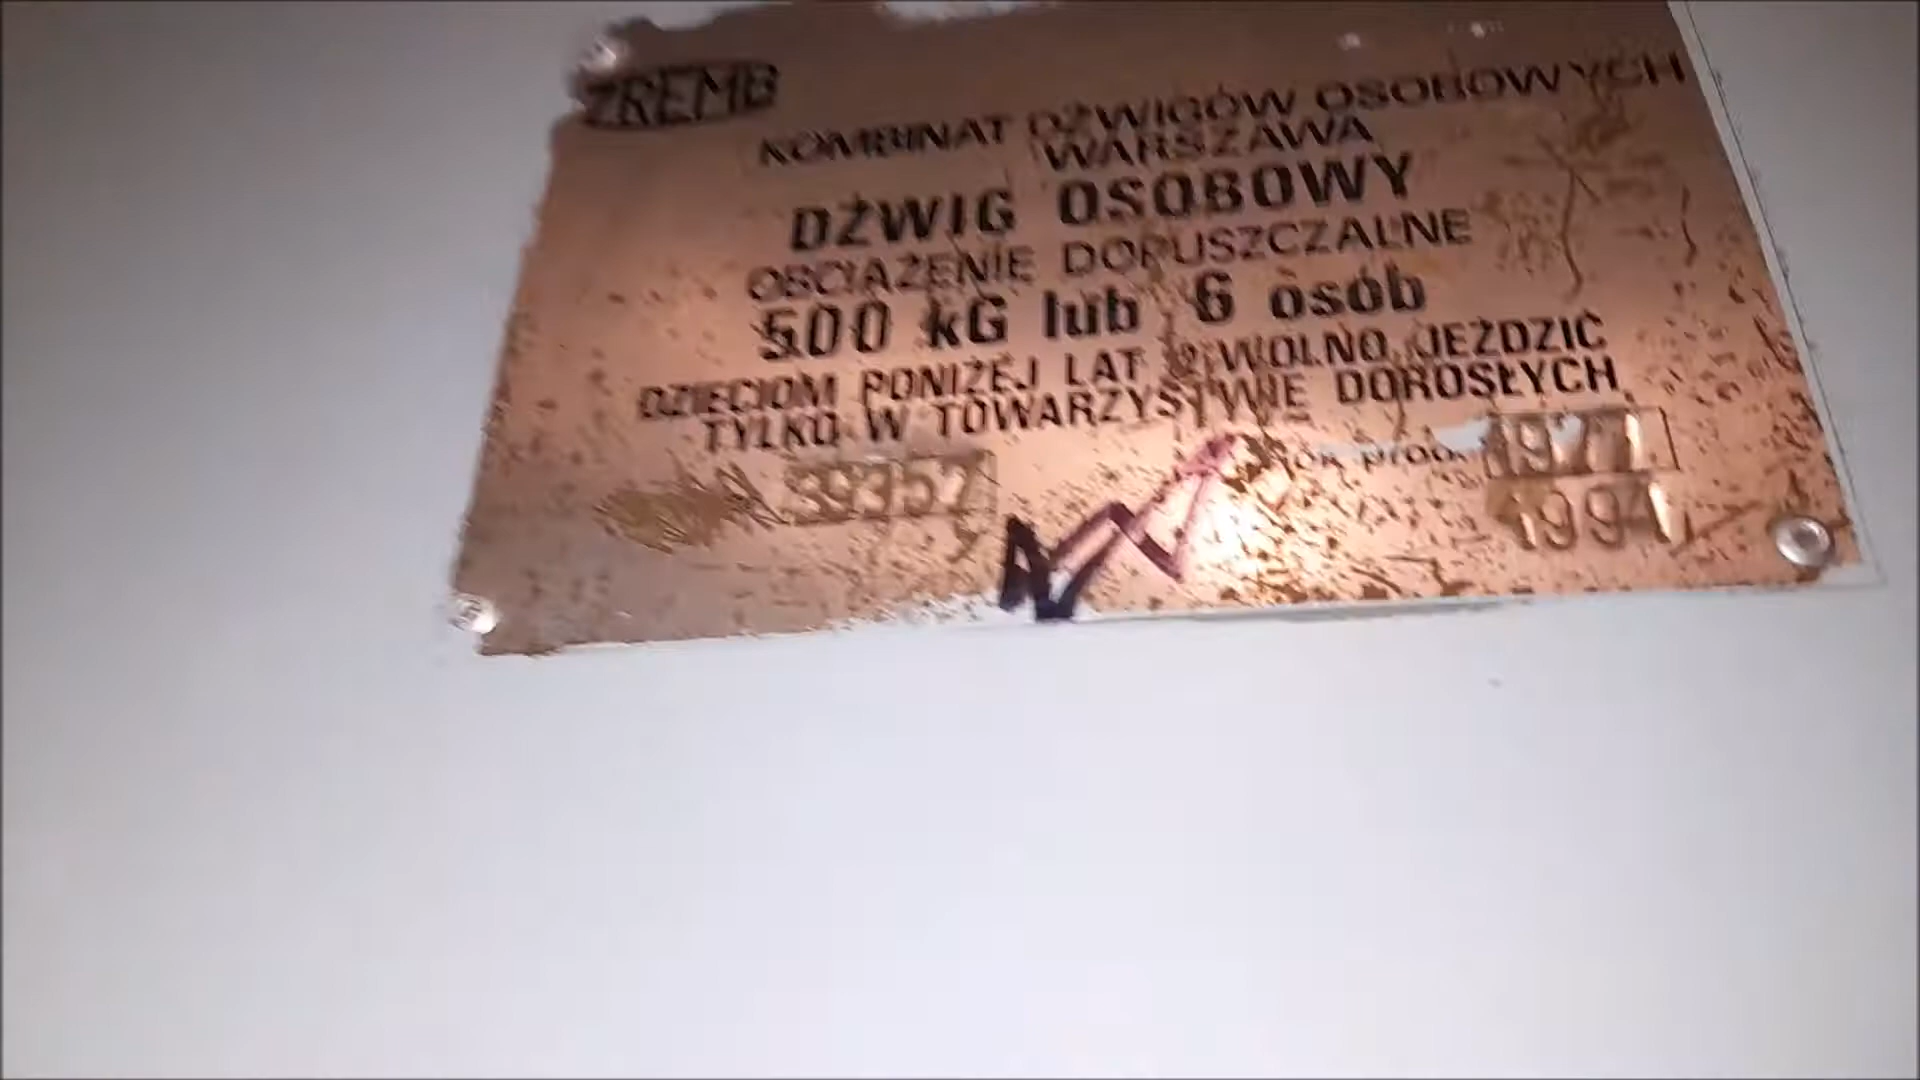 ZREMB
KOMBINAT DŹWIGÓW OSOBOWYCH
WARSZAWA
DŹWIG OSOBOWY
OBCIĄŻENIE DOPUSZCZALNE
500 kG lub 6 osób
DZIECIOM PONIŻEJ LAT WOLNO JEŹDZIĆ
TYLKO W TOWARZYSTWIE DOROSŁYCH
39357 rok prod. 1977
1994